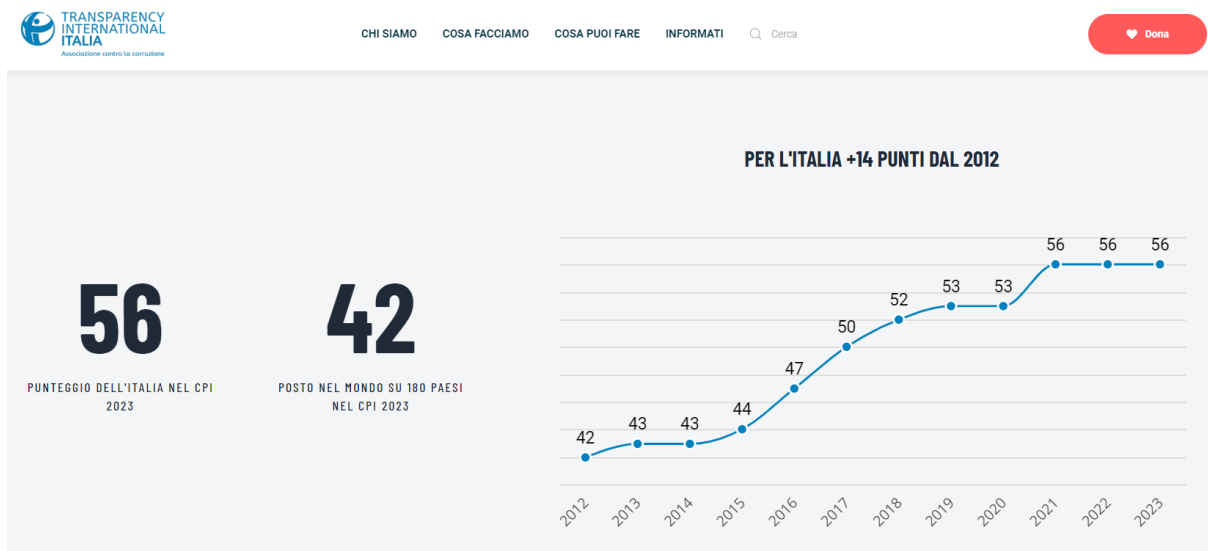 TRANSPARENCY
INTERNATIONAL
ITALIA
Associazione contro la corruzione
CHI SIAMO
COSA FACCIAMO
COSA PUOI FARE
INFORMATI
Cerca
Dona
56
PUNTEGGIO DELL'ITALIA NEL CPI
2023
42
POSTO NEL MONDO SU 180 PAESI
NEL CPI 2023
PER L'ITALIA +14 PUNTI DAL 2012
42
43
43
44
47
50
52
53
53
56
56
56
2012
2013
2014
2015
2016
2017
2018
2019
2020
2021
2022
2023